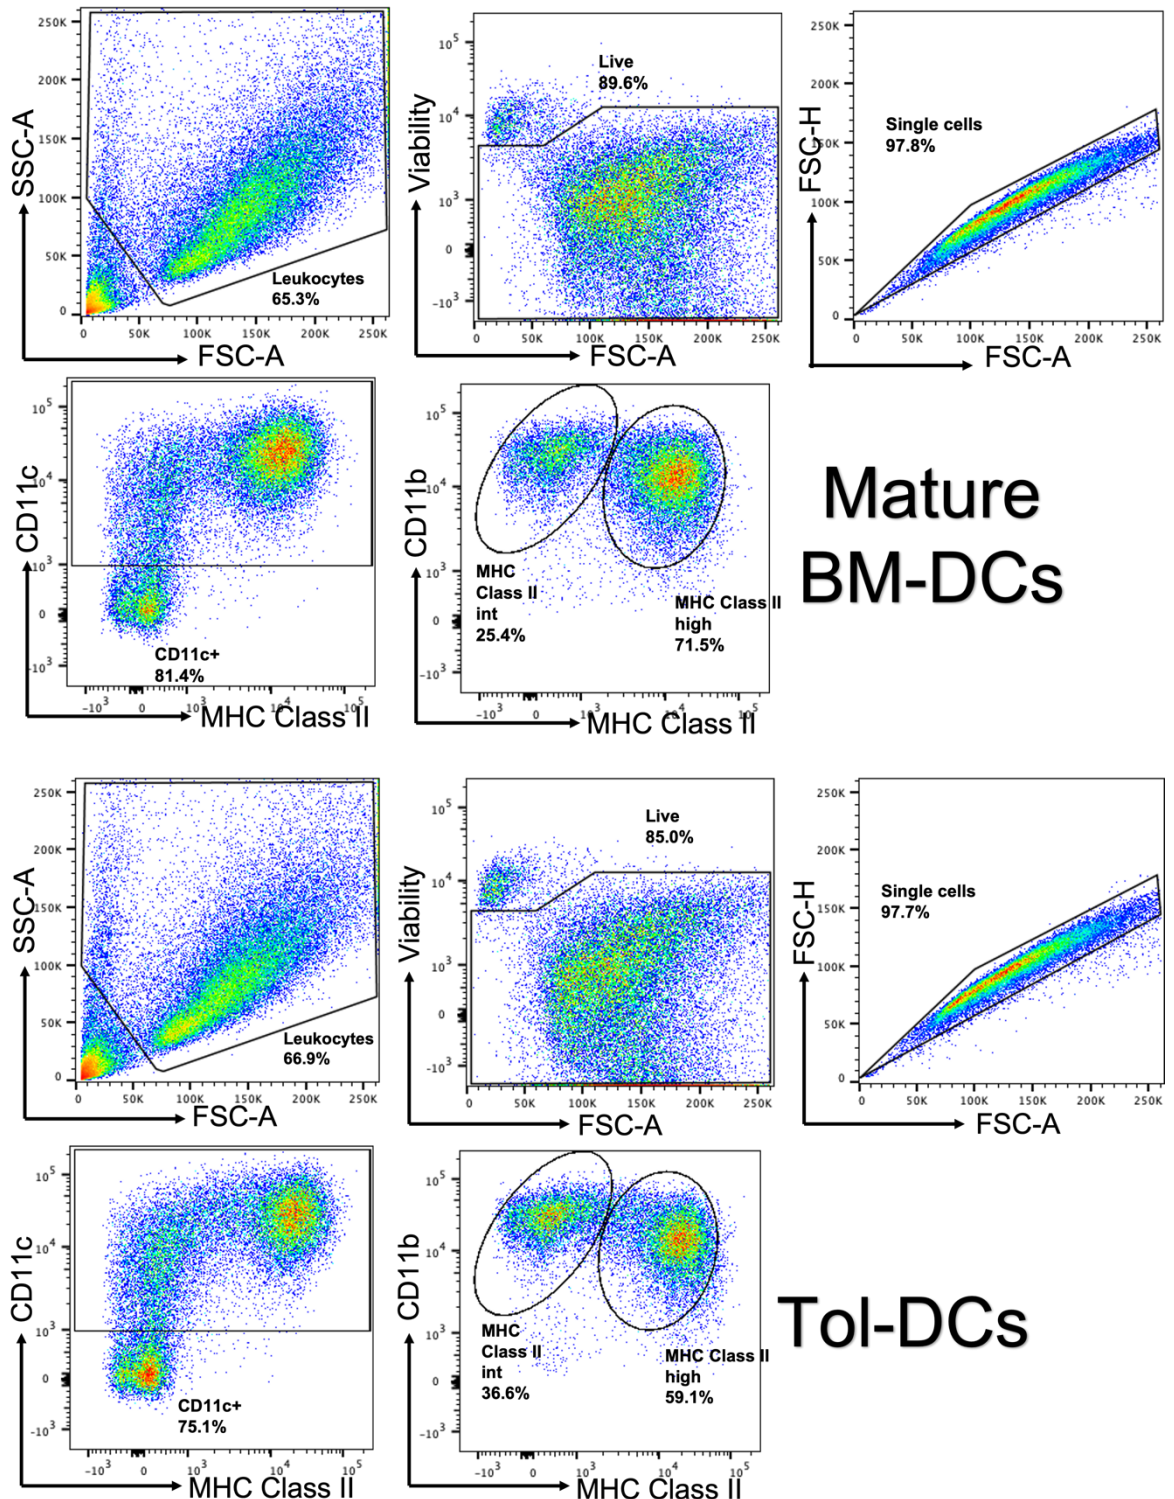 250K
200K
150K
100K
50K
0
0 50K 100K 150K 200K 250K
SSC-A
FSC-A
Leukocytes
65.3%
10^5
10^4
10^3
0
-10^3
0 50K 100K 150K 200K 250K
Viability
FSC-A
Live
89.6%
250K
200K
150K
100K
50K
0
0 50K 100K 150K 200K 250K
FSC-H
FSC-A
Single cells
97.8%
10^5
10^4
10^3
0
-10^3
-10^3 0 10^3 10^4 10^5
CD11c
MHC Class II
CD11c+
81.4%
10^5
10^4
10^3
0
-10^3
-10^3 0 10^3 10^4 10^5
CD11b
MHC Class II
MHC
Class II
int
25.4%
MHC Class II
high
71.5%
Mature
BM-DCs
250K
200K
150K
100K
50K
0
0 50K 100K 150K 200K 250K
SSC-A
FSC-A
Leukocytes
66.9%
10^5
10^4
10^3
0
-10^3
0 50K 100K 150K 200K 250K
Viability
FSC-A
Live
85.0%
250K
200K
150K
100K
50K
0
0 50K 100K 150K 200K 250K
FSC-H
FSC-A
Single cells
97.7%
10^5
10^4
10^3
0
-10^3
-10^3 0 10^3 10^4 10^5
CD11c
MHC Class II
CD11c+
75.1%
10^5
10^4
10^3
0
-10^3
-10^3 0 10^3 10^4 10^5
CD11b
MHC Class II
MHC
Class II
int
36.6%
MHC Class II
high
59.1%
Tol-DCs